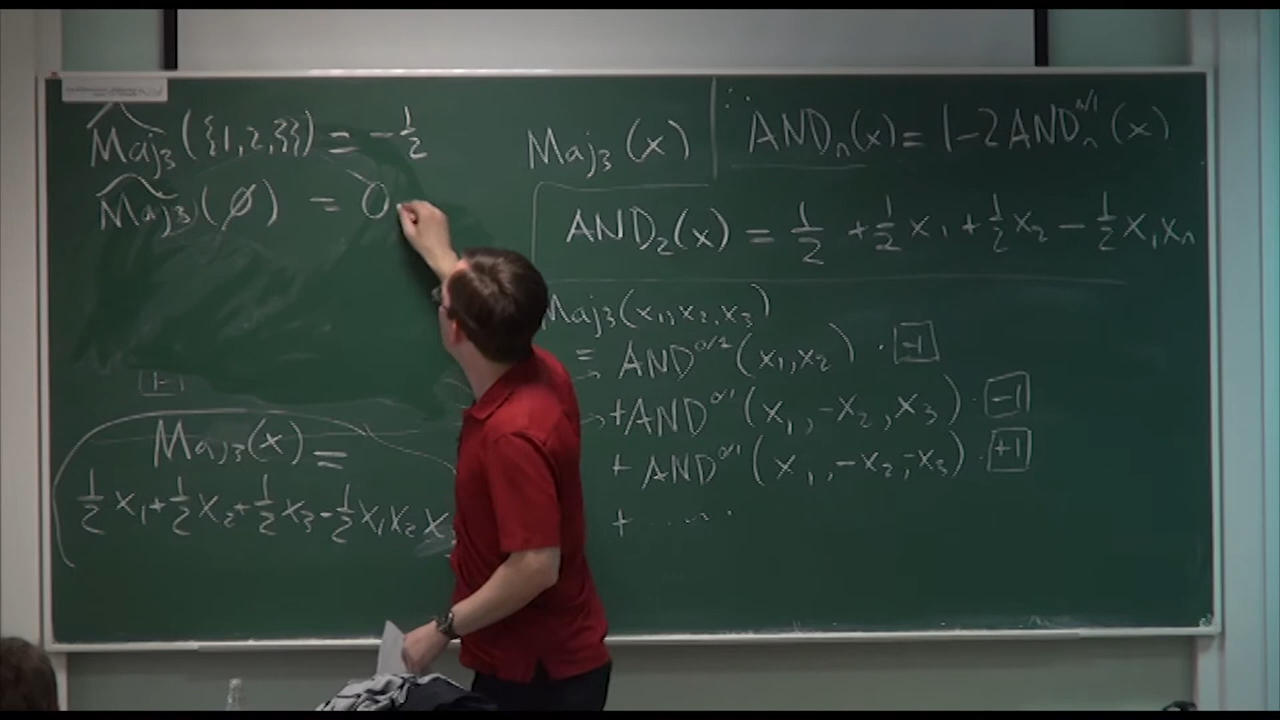 Maj₃({1,2,3}) = -1/2
Maj₃(∅) = 0
Maj₃(x) =
1/2 x₁ + 1/2 x₂ + 1/2 x₃ - 1/2 x₁x₂x
Maj₃(x)
∴ ANDₙ(x) = 1-2ANDₙ^0/1(x)
AND₂(x) = 1/2 + 1/2 x₁ + 1/2 x₂ - 1/2 x₁xₙ
Maj₃(x₁,x₂,x₃)
= AND^0/1(x₁,x₂) · -1
→ +AND^0/1(x₁,-x₂,x₃) · -1
+ AND^0/1(x₁,-x₂,-x₃) · +1
+ ......